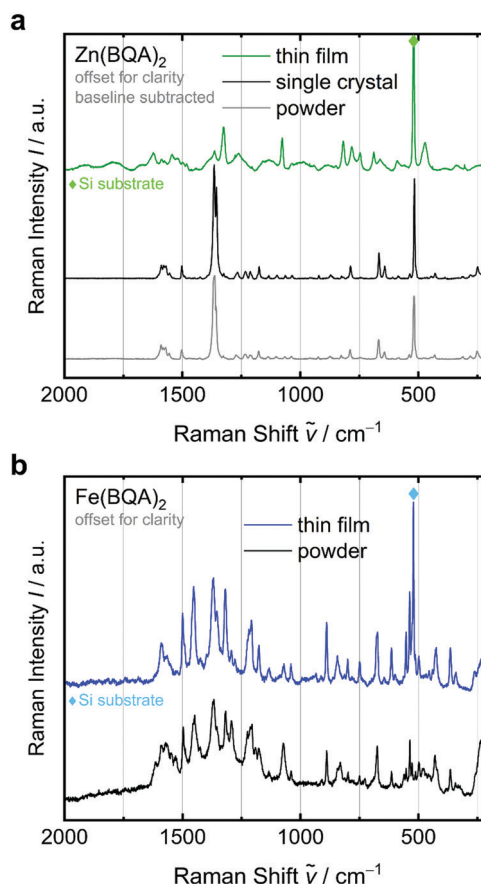 a
Zn(BQA)2
offset for clarity
baseline subtracted
thin film
single crystal
powder
♦Si substrate
Raman Intensity I / a.u.
2000 1500 1000 500
Raman Shift ṽ / cm⁻¹
b
Fe(BQA)2
offset for clarity
thin film
powder
♦Si substrate
Raman Intensity I / a.u.
2000 1500 1000 500
Raman Shift ṽ / cm⁻¹